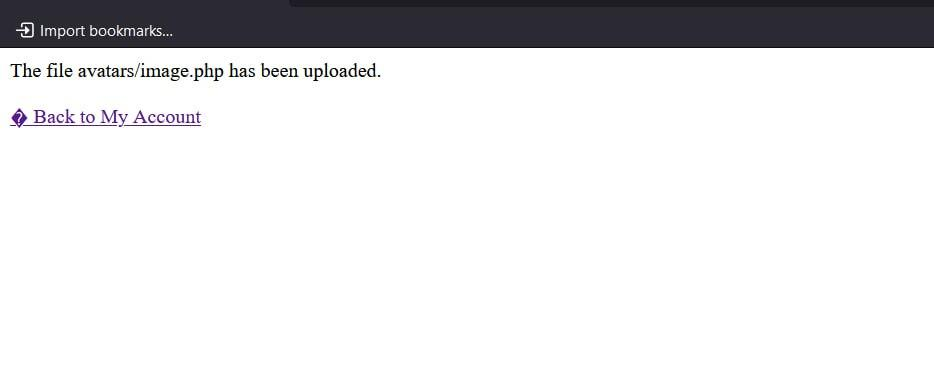 Import bookmarks...
The file avatars/image.php has been uploaded.
� Back to My Account